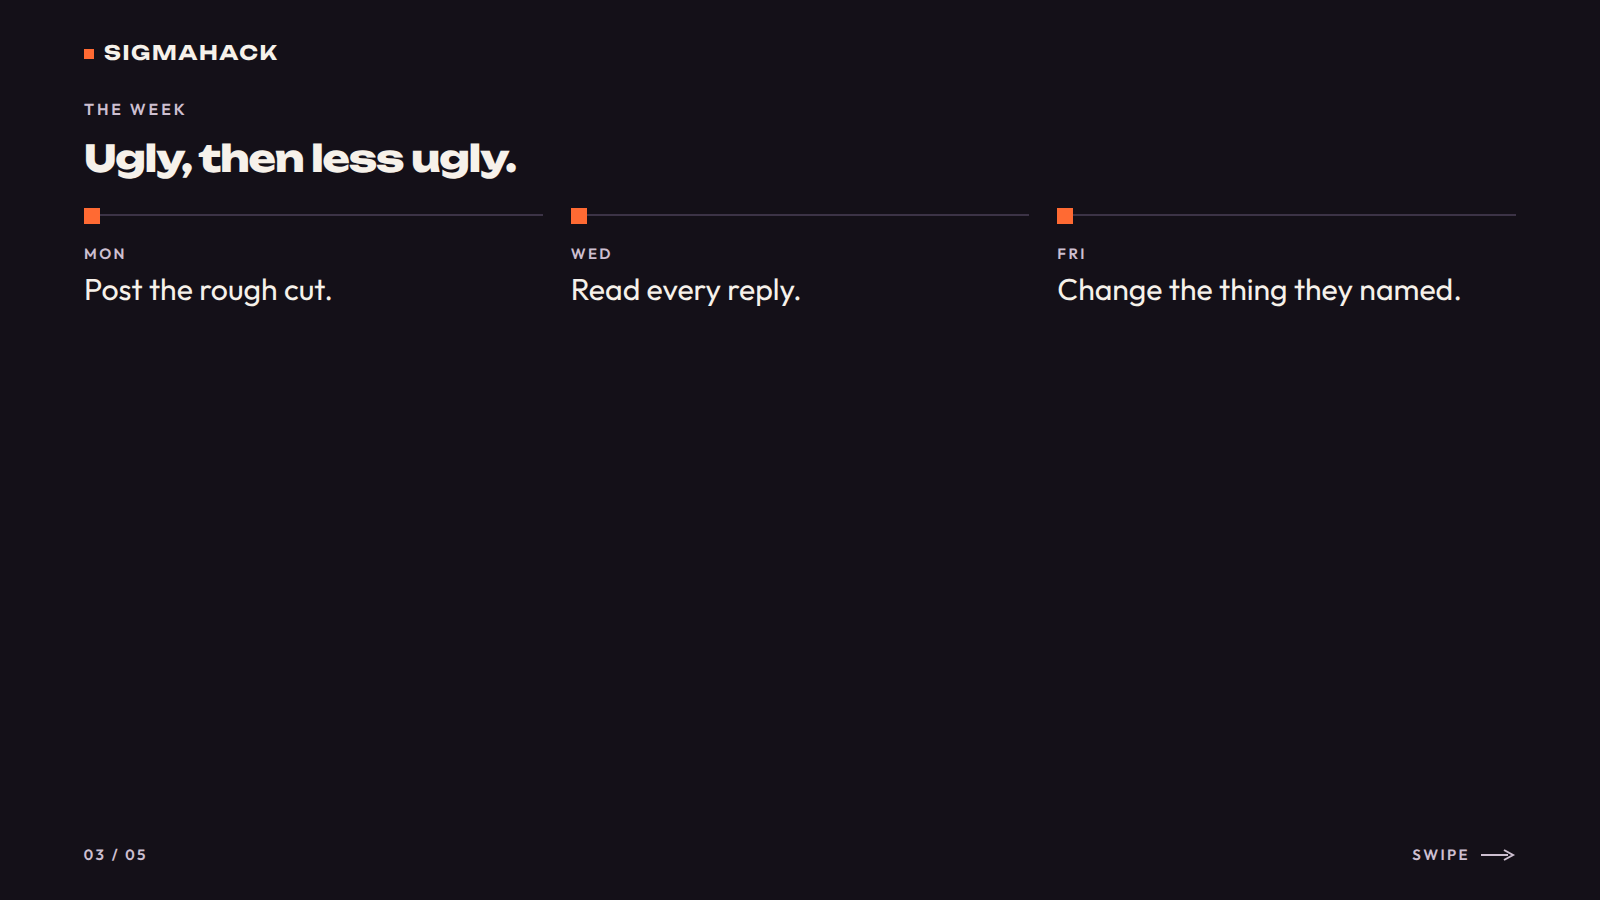 SIGMAHACK
THE WEEK
Ugly, then less ugly.
MON
Post the rough cut.
WED
Read every reply.
FRI
Change the thing they named.
03 / 05
SWIPE